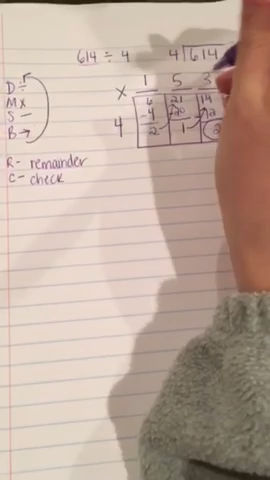 614 ÷ 4 4)614
D ÷
M x
S -
B →
R- remainder
C- check
x 1 5 3
4
6 21 14
-4 -20 -12
2 1 2